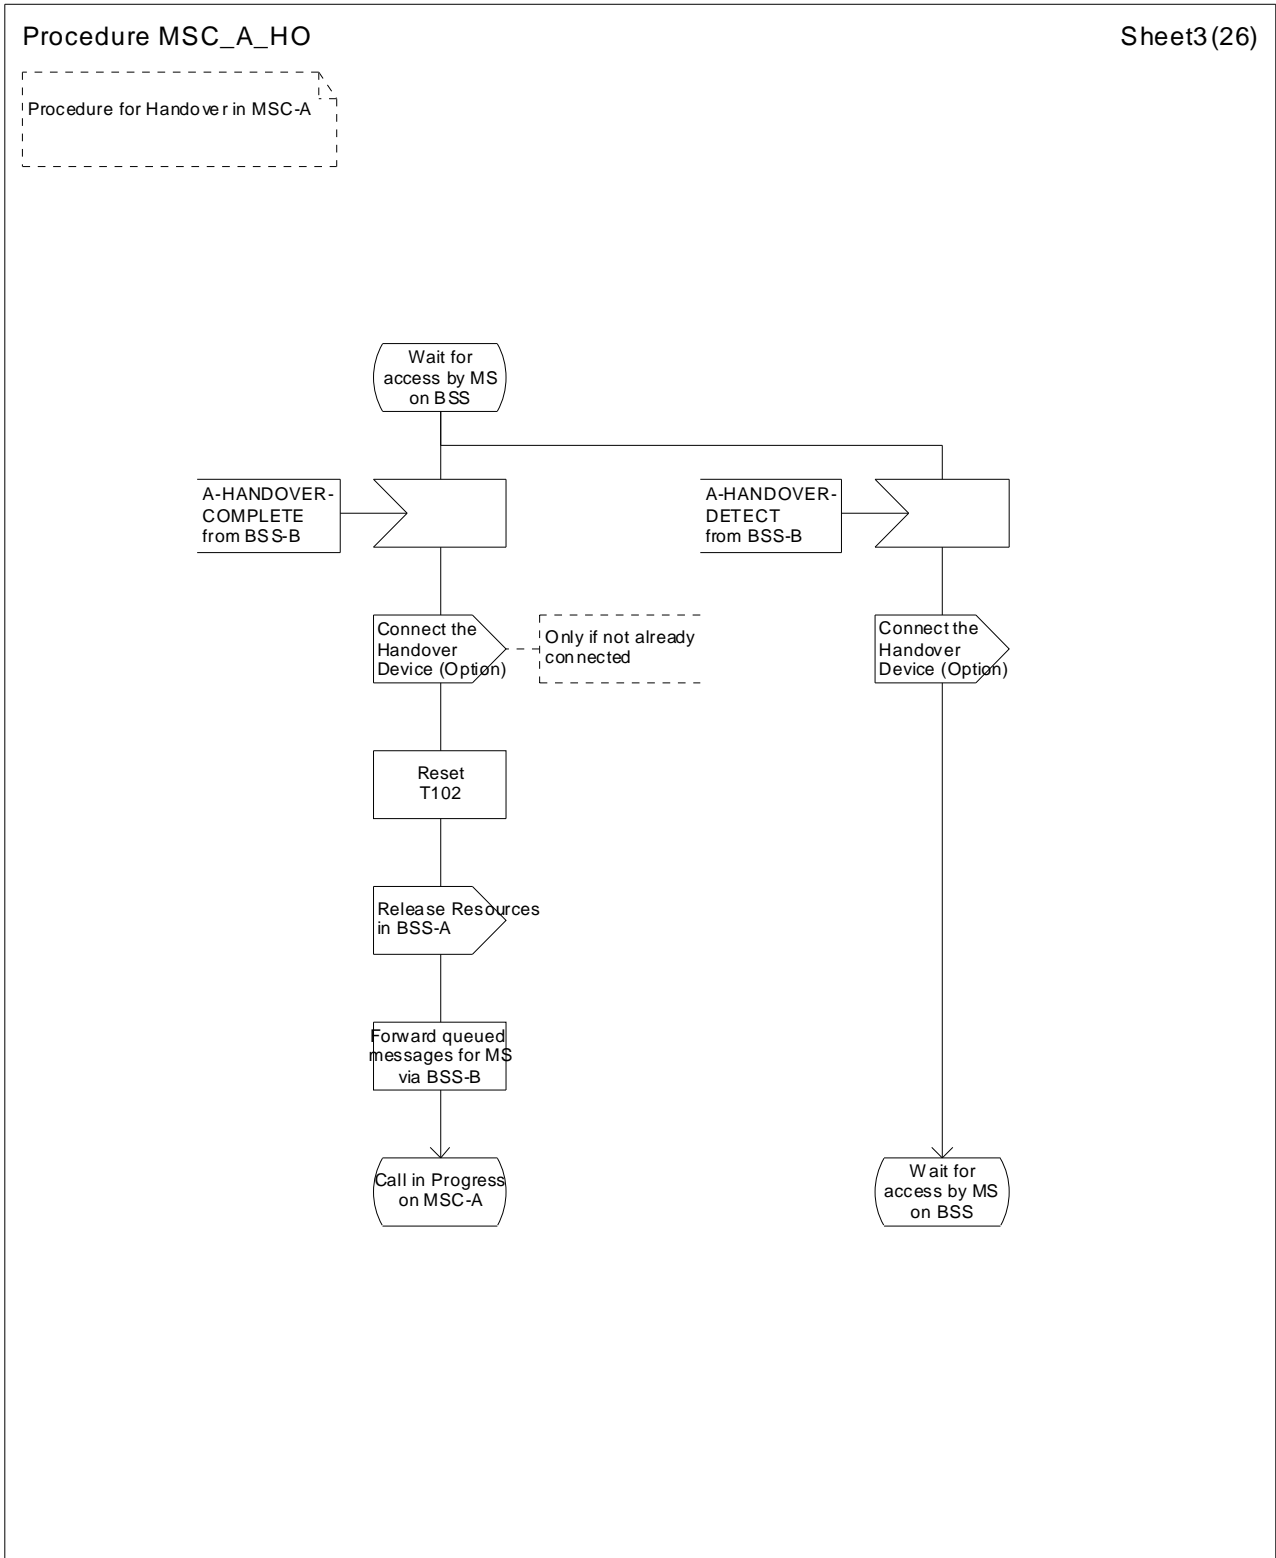 Procedure MSC_A_HO
Sheet3(26)
Procedure for Handover in MSC-A
Wait for
access by MS
on BSS
A-HANDOVER-
COMPLETE
from BSS-B
A-HANDOVER-
DETECT
from BSS-B
Connect the
Handover
Device (Option)
Only if not already
connected
Connect the
Handover
Device (Option)
Reset
T102
Release Resources
in BSS-A
Forward queued
messages for MS
via BSS-B
Call in Progress
on MSC-A
Wait for
access by MS
on BSS